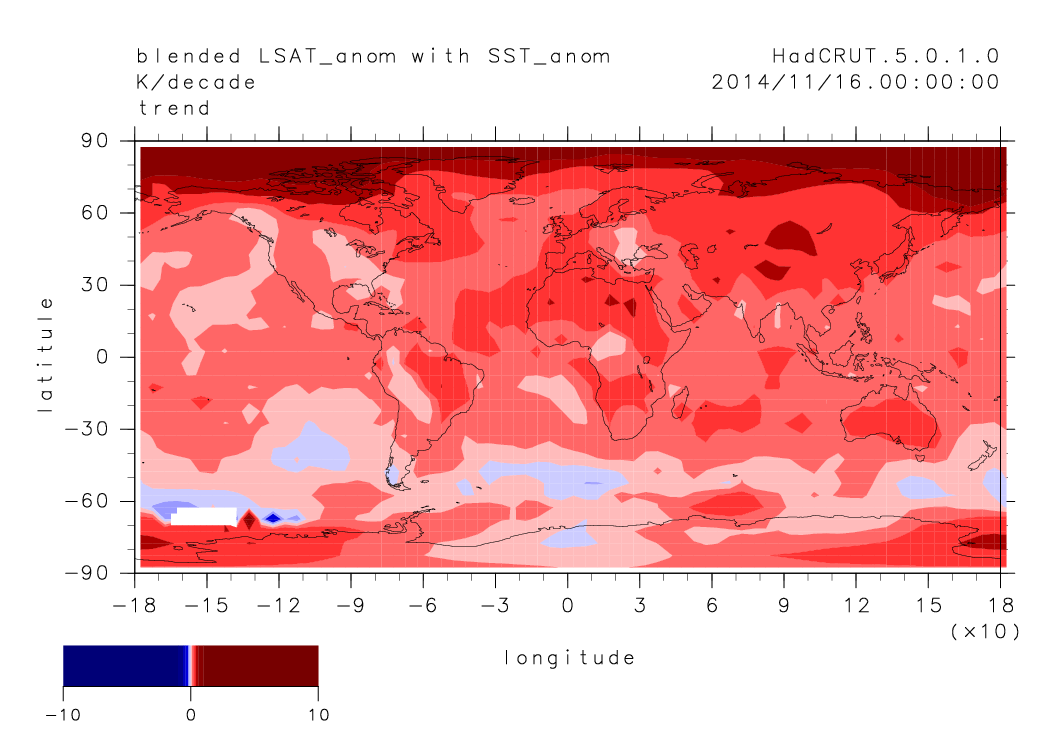 blended LSAT_anom with SST_anom HadCRUT.5.0.1.0
K/decade 2014/11/16.00:00:00
trend
90
60
30
0
−30
−60
−90
latitule
−18 −15 −12 −9 −6 −3 0 3 6 9 12 15 18
(×10)
longitude
−10 0 10